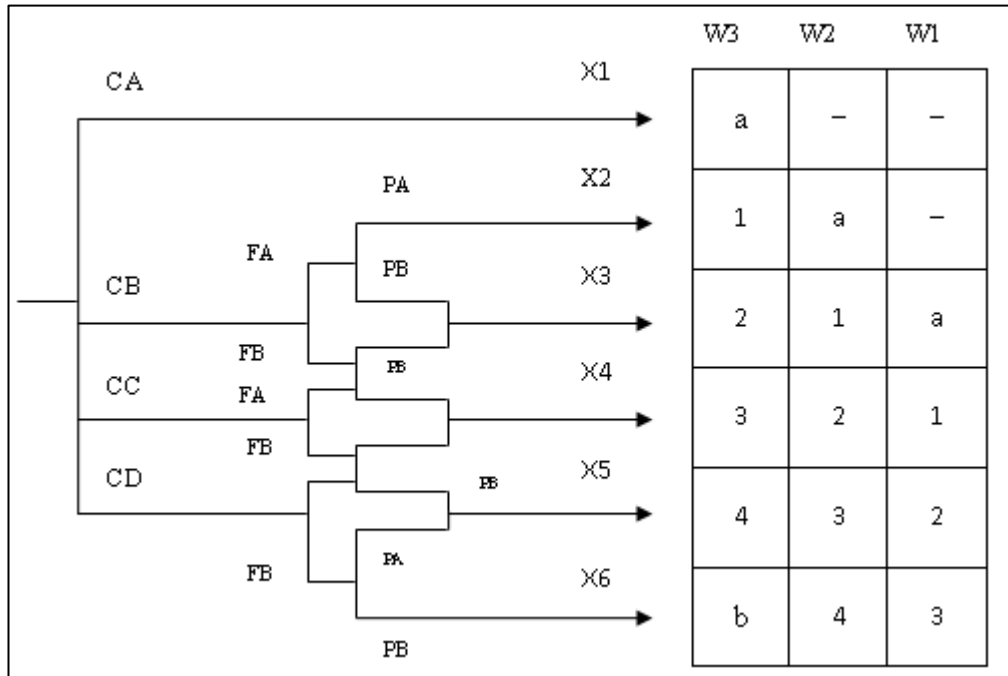 W3 W2 W1
CA X1
a – –
PA X2
1 a –
FA
CB PB X3
2 1 a
FB PB
CC FA X4
3 2 1
FB
CD PB X5
4 3 2
FB PA X6
b 4 3
PB